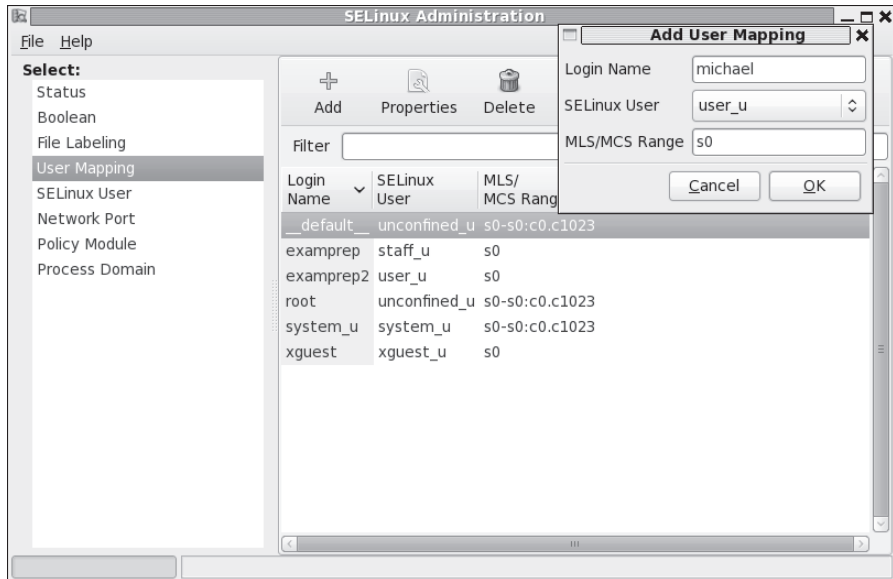 SELinux Administration
File Help
Select:
Status
Boolean
File Labeling
User Mapping
SELinux User
Network Port
Policy Module
Process Domain
Add Properties Delete
Filter
Login Name SELinux User MLS/ MCS Rang
__default__ unconfined_u s0-s0:c0.c1023
examprep staff_u s0
examprep2 user_u s0
root unconfined_u s0-s0:c0.c1023
system_u system_u s0-s0:c0.c1023
xguest xguest_u s0
Add User Mapping
Login Name michael
SELinux User user_u
MLS/MCS Range s0
Cancel OK